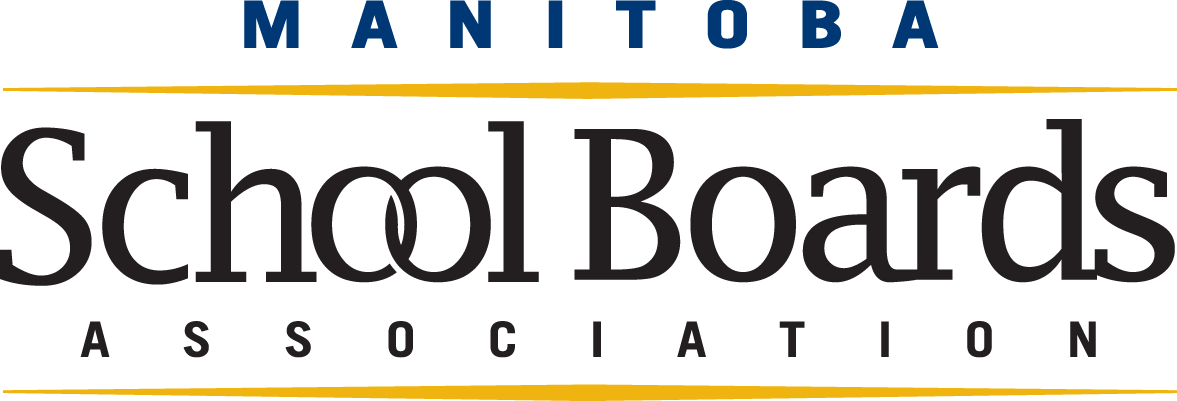 MANITOBA
School Boards
ASSOCIATION